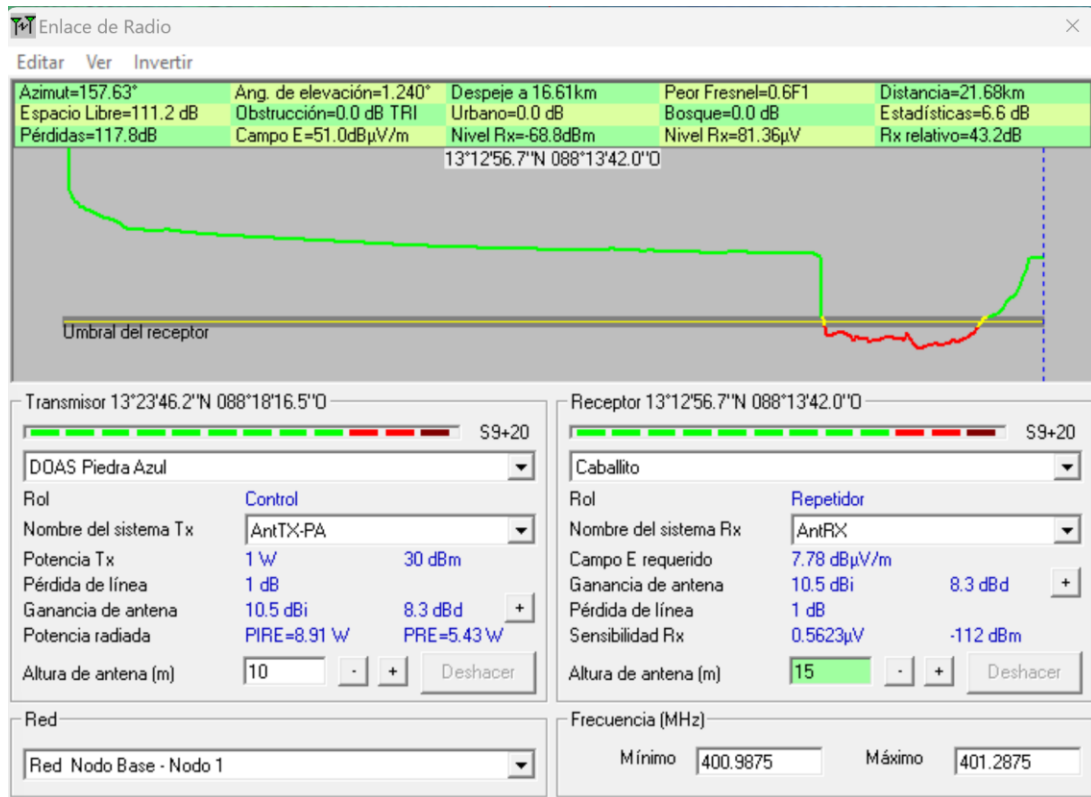 Enlace de Radio
Editar Ver Invertir
Azimut=157.63° Ang. de elevación=1.240° Despeje a 16.61km Peor Fresnel=0.6F1 Distancia=21.68km
Espacio Libre=111.2 dB Obstrucción=0.0 dB TRI Urbano=0.0 dB Bosque=0.0 dB Estadísticas=6.6 dB
Pérdidas=117.8dB Campo E=51.0dBµV/m Nivel Rx=-68.8dBm Nivel Rx=81.36µV Rx relativo=43.2dB
13°12'56.7''N 088°13'42.0''O
Umbral del receptor
Transmisor 13°23'46.2''N 088°18'16.5''O
S9+20
DOAS Piedra Azul
Rol Control
Nombre del sistema Tx AntTX-PA
Potencia Tx 1 W 30 dBm
Pérdida de línea 1 dB
Ganancia de antena 10.5 dBi 8.3 dBd +
Potencia radiada PIRE=8.91 W PRE=5.43 W
Altura de antena (m) 10 - + Deshacer
Red
Red Nodo Base - Nodo 1
Receptor 13°12'56.7''N 088°13'42.0''O
S9+20
Caballito
Rol Repetidor
Nombre del sistema Rx AntRX
Campo E requerido 7.78 dBµV/m
Ganancia de antena 10.5 dBi 8.3 dBd +
Pérdida de línea 1 dB
Sensibilidad Rx 0.5623µV -112 dBm
Altura de antena (m) 15 - + Deshacer
Frecuencia (MHz)
Mínimo 400.9875 Máximo 401.2875